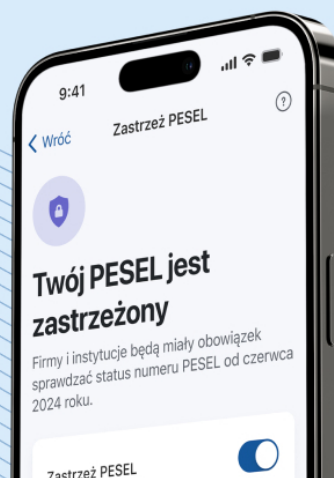 9:41
Wróć
Zastrzeż PESEL
?
Twój PESEL jest
zastrzeżony
Firmy i instytucje będą miały obowiązek
sprawdzać status numeru PESEL od czerwca
2024 roku.
Zastrzeż PESEL